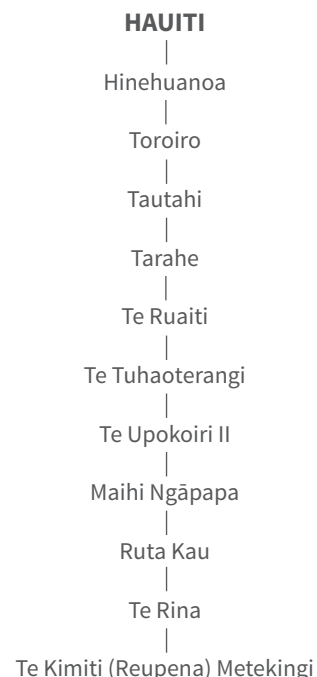 HAUITI
Hinehuanoa
Toroiro
Tautahi
Tarahe
Te Ruaiti
Te Tuhaoterangi
Te Upokoiri II
Maihi Ngāpapa
Ruta Kau
Te Rina
Te Kimiti (Reupena) Metekingi